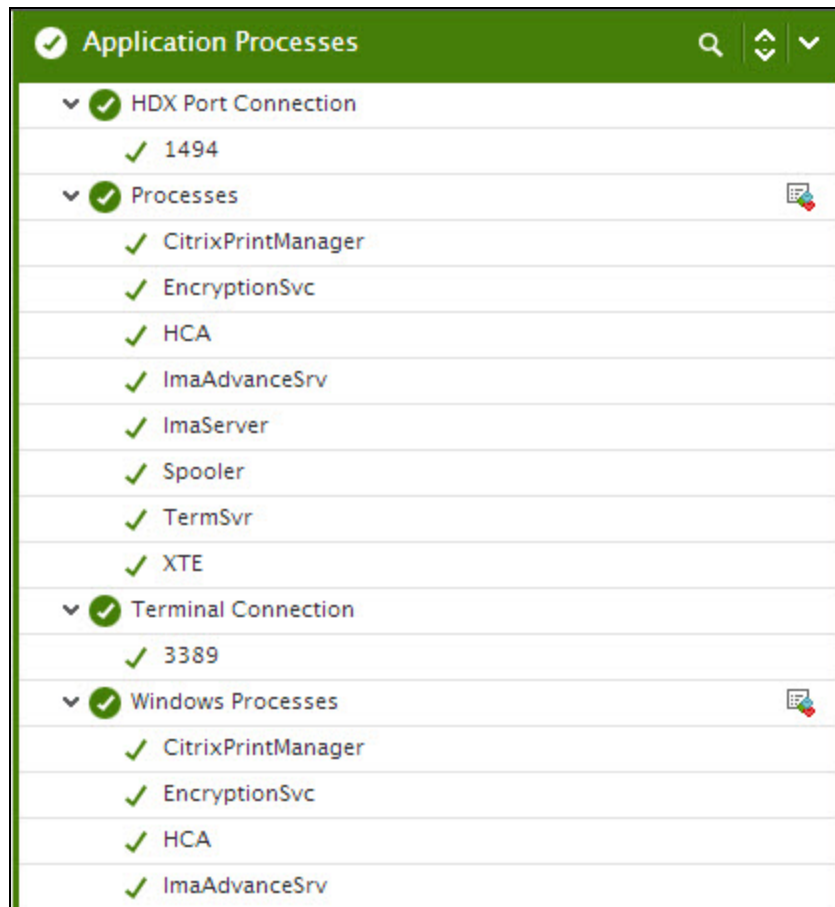 Application Processes
HDX Port Connection
1494
Processes
CitrixPrintManager
EncryptionSvc
HCA
ImaAdvanceSrv
ImaServer
Spooler
TermSvr
XTE
Terminal Connection
3389
Windows Processes
CitrixPrintManager
EncryptionSvc
HCA
ImaAdvanceSrv